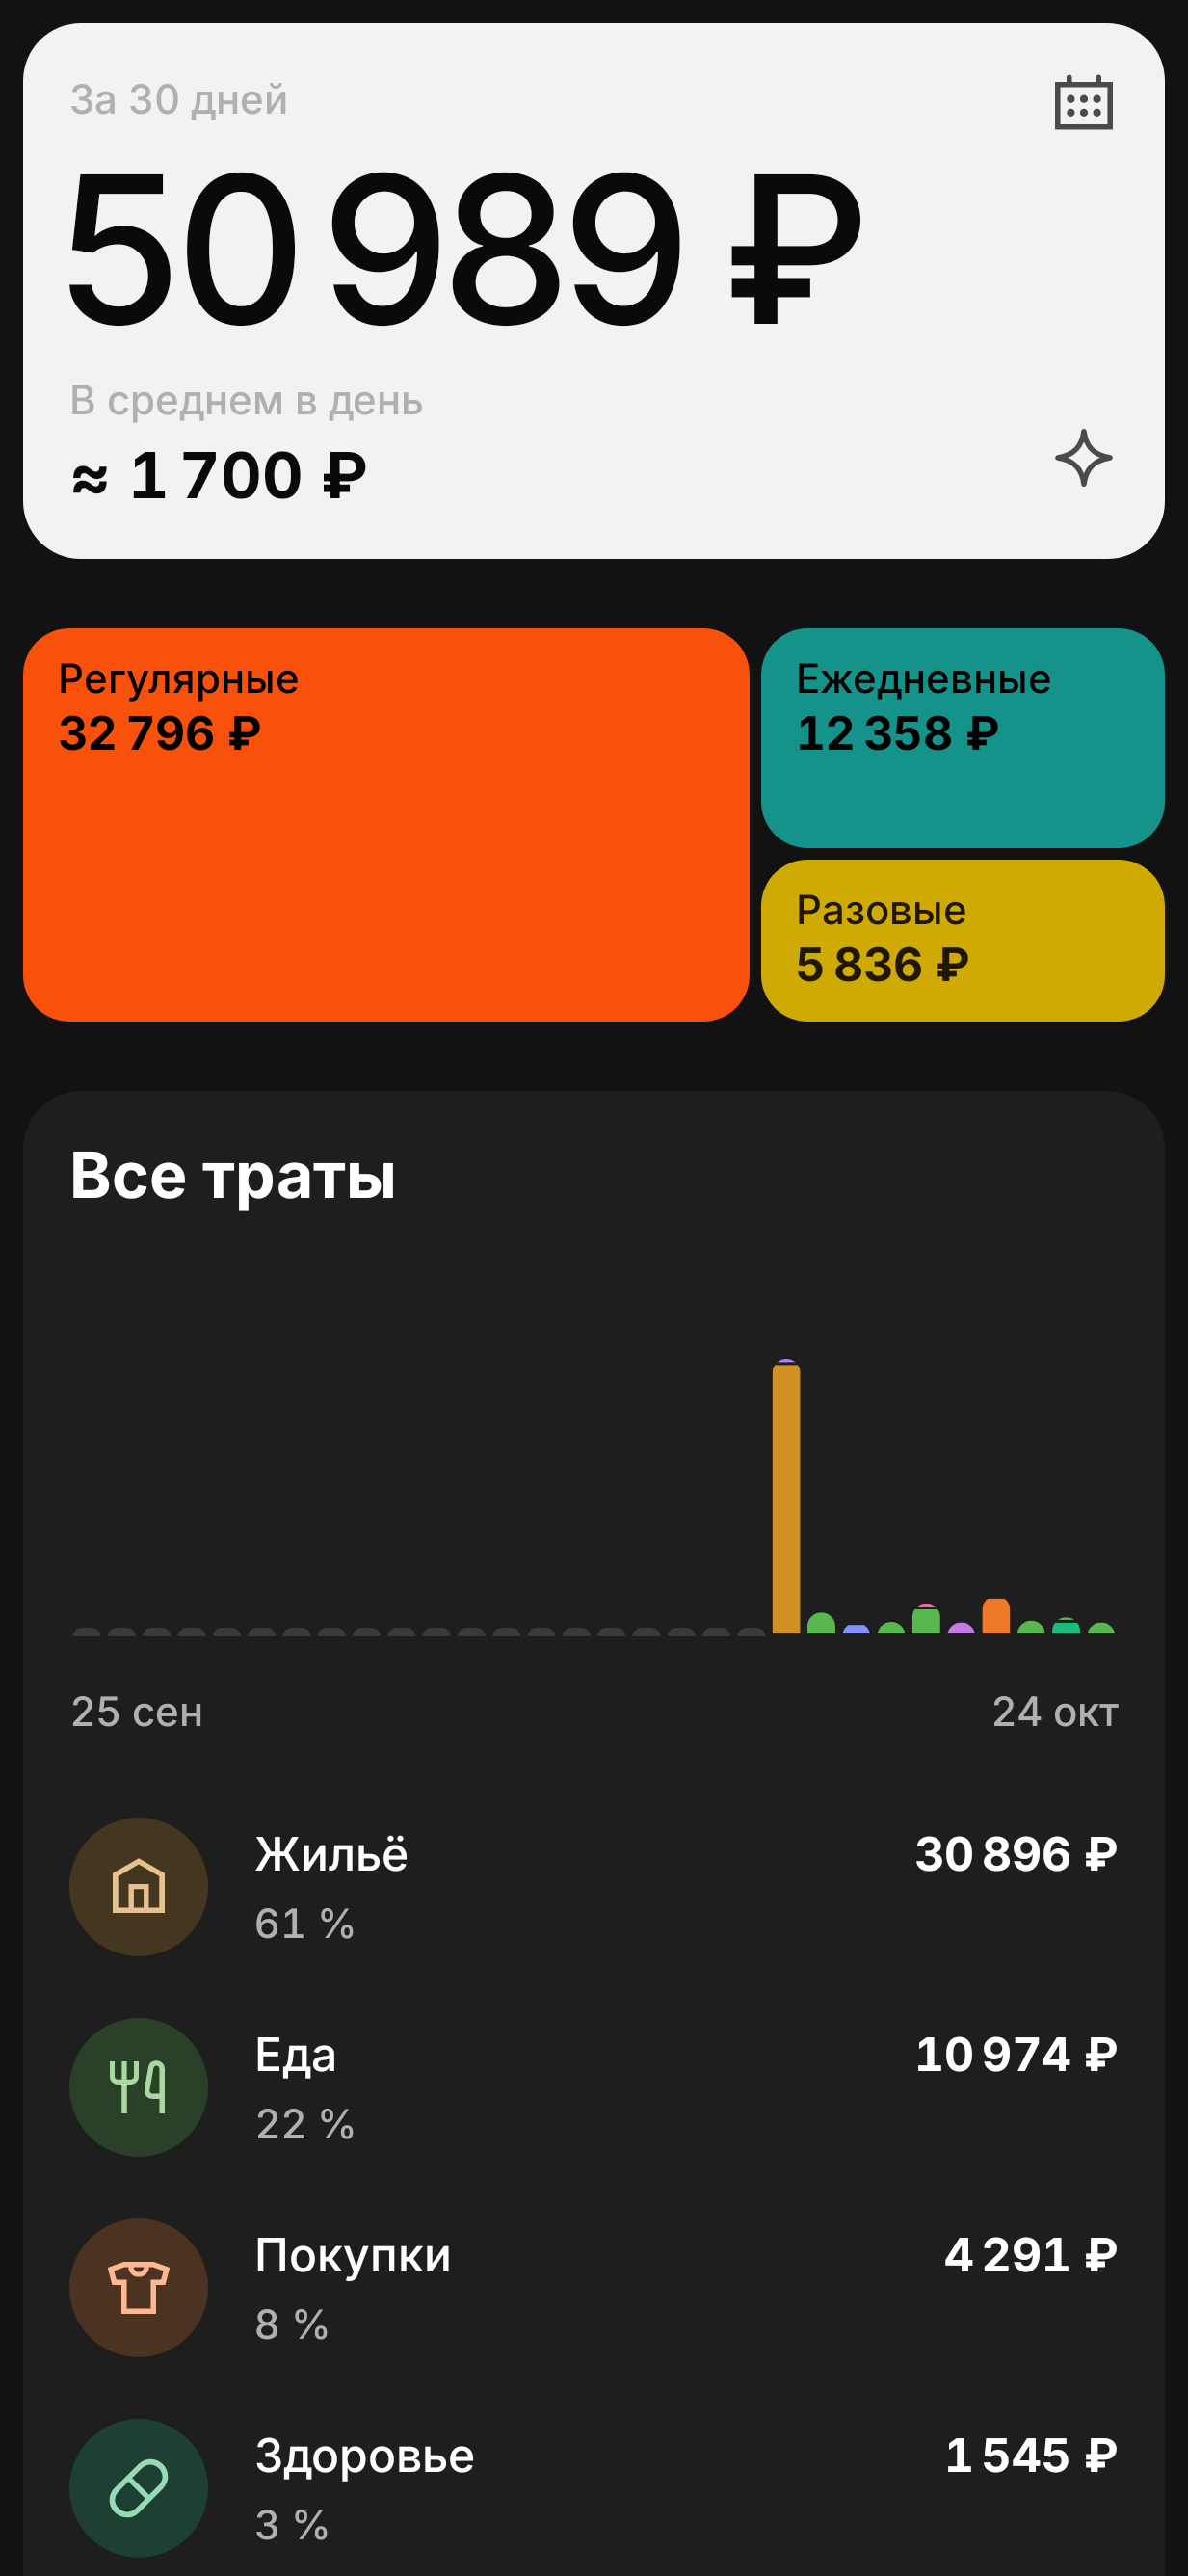 За 30 дней
50 989 ₽
В среднем в день
≈ 1 700 ₽
Регулярные
32 796 ₽
Ежедневные
12 358 ₽
Разовые
5 836 ₽
Все траты
25 сен
24 окт
Жильё
30 896 ₽
61 %
Еда
10 974 ₽
22 %
Покупки
4 291 ₽
8 %
Здоровье
1 545 ₽
3 %